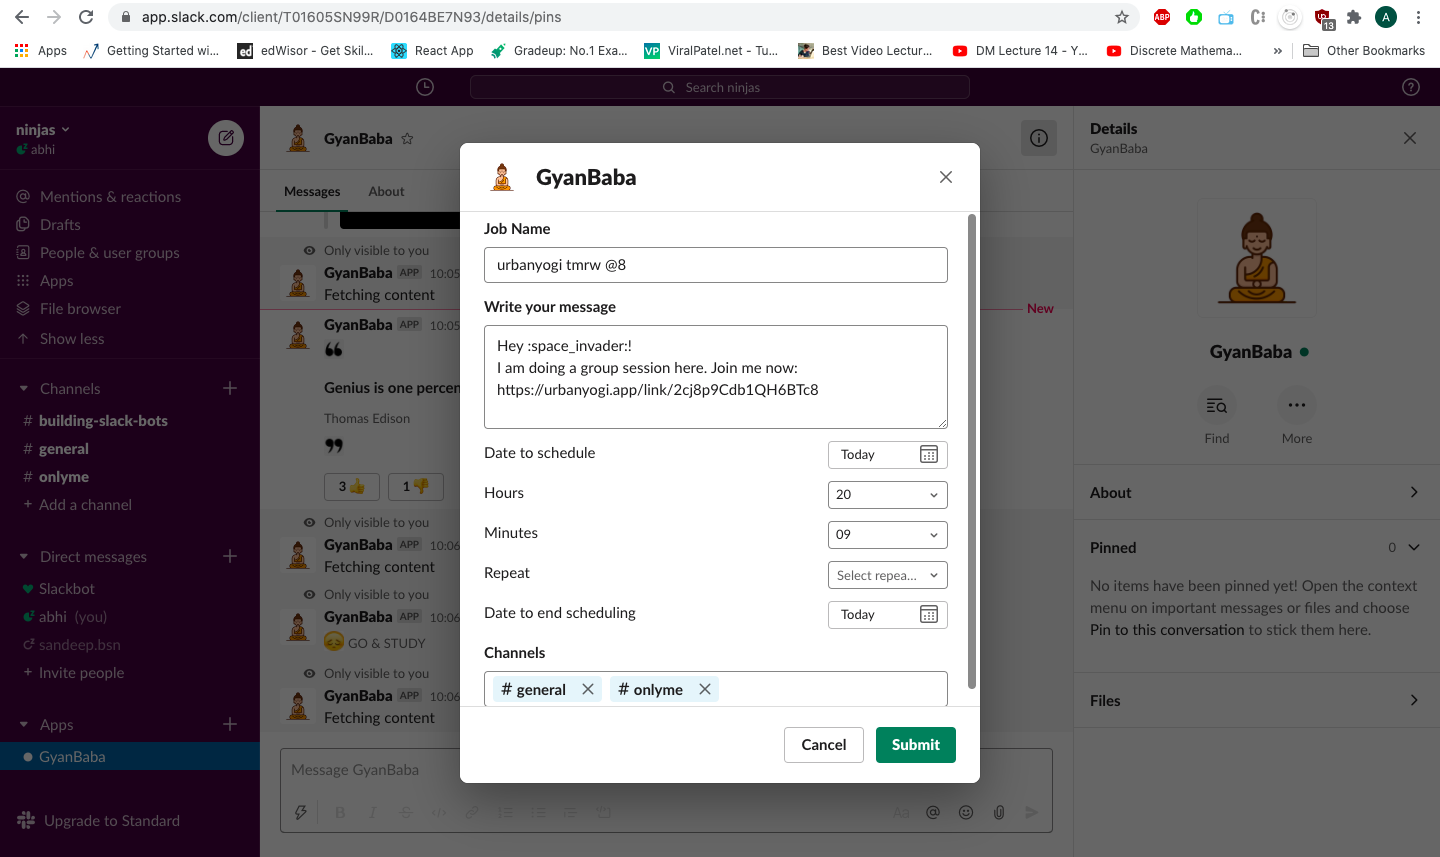 app.slack.com/client/T01605SN99R/D0164BE7N93/details/pins
ABP
13
A
Apps
Getting Started wi...
ed
edWisor - Get Skil...
React App
Gradeup: No.1 Exa...
VP
ViralPatel.net - Tu...
Best Video Lectur...
DM Lecture 14 - Y...
Discrete Mathema...
»
Other Bookmarks
Search ninjas
ninjas
abhi
Mentions & reactions
Drafts
People & user groups
Apps
File browser
Show less
Channels
# building-slack-bots
# general
# onlyme
+ Add a channel
Direct messages
Slackbot
abhi (you)
sandeep.bsn
+ Invite people
Apps
GyanBaba
Upgrade to Standard
GyanBaba
Messages
About
Only visible to you
GyanBaba APP 10:05
Fetching content
New
GyanBaba APP 10:05
Genius is one percen
Thomas Edison
3 👍
1 👎
Only visible to you
GyanBaba APP 10:06
Fetching content
Only visible to you
GyanBaba APP 10:06
GO & STUDY
Only visible to you
GyanBaba APP 10:06
Fetching content
Message GyanBaba
B I S </>
Aa @
GyanBaba
Job Name
urbanyogi tmrw @8
Write your message
Hey :space_invader:!
I am doing a group session here. Join me now:
https://urbanyogi.app/link/2cj8p9Cdb1QH6BTc8
Date to schedule
Today
Hours
20
Minutes
09
Repeat
Select repea...
Date to end scheduling
Today
Channels
# general
# onlyme
Cancel
Submit
Details
GyanBaba
GyanBaba
Find
More
About
Pinned
0
No items have been pinned yet! Open the context
menu on important messages or files and choose
Pin to this conversation to stick them here.
Files